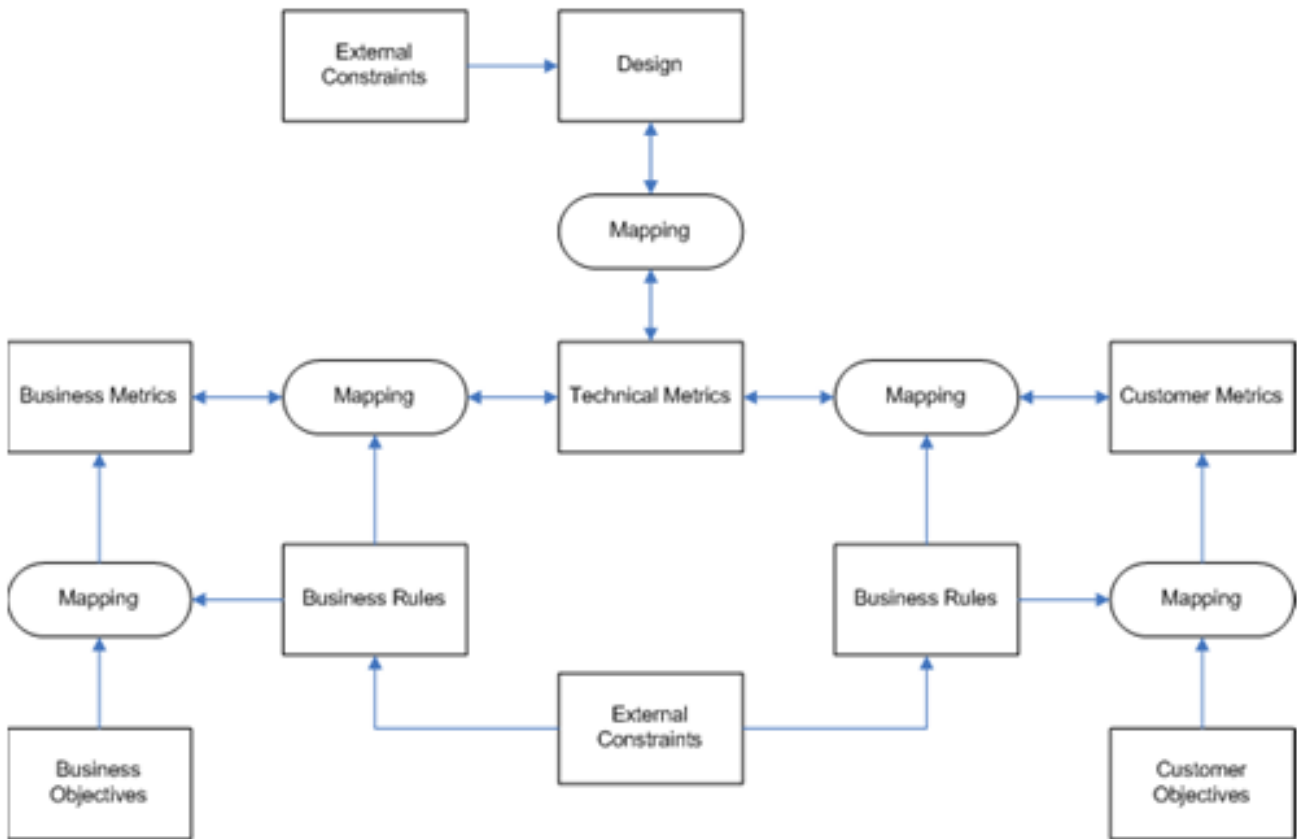 External
Constraints
Design
Mapping
Business Metrics
Mapping
Technical Metrics
Mapping
Customer Metrics
Mapping
Business Rules
Business Rules
Mapping
External
Constraints
Business
Objectives
Customer
Objectives